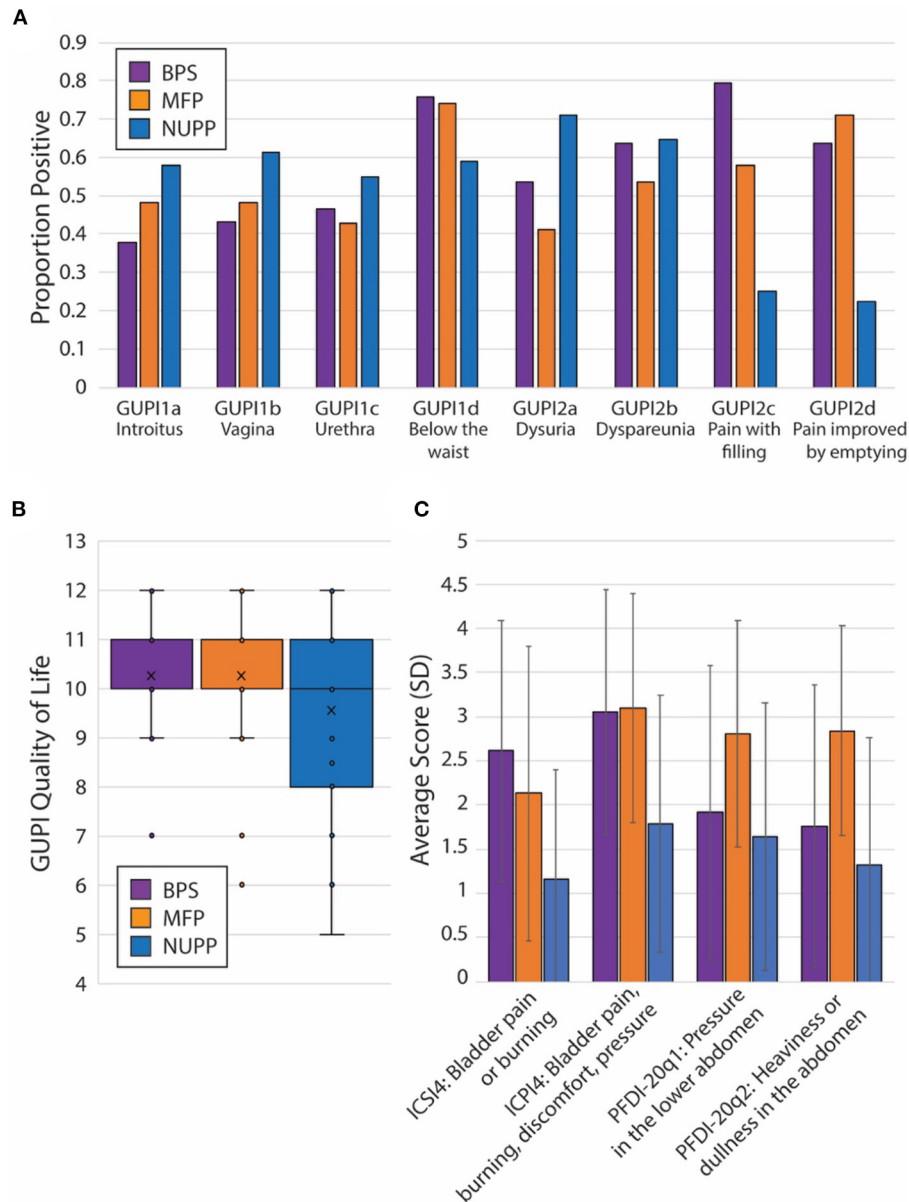 A
Proportion Positive
0.9
0.8
0.7
0.6
0.5
0.4
0.3
0.2
0.1
0
BPS
MFP
NUPP
GUPI1a
Introitus
GUPI1b
Vagina
GUPI1c
Urethra
GUPI1d
Below the
waist
GUPI2a
Dysuria
GUPI2b
Dyspareunia
GUPI2c
Pain with
filling
GUPI2d
Pain improved
by emptying
B
GUPI Quality of Life
13
12
11
10
9
8
7
6
5
4
BPS
MFP
NUPP
C
Average Score (SD)
5
4.5
4
3.5
3
2.5
2
1.5
1
0.5
0
ICSI4: Bladder pain
or burning
ICPI4: Bladder pain,
burning, discomfort, pressure
PFDI-20q1: Pressure
in the lower abdomen
PFDI-20q2: Heaviness or
dullness in the abdomen